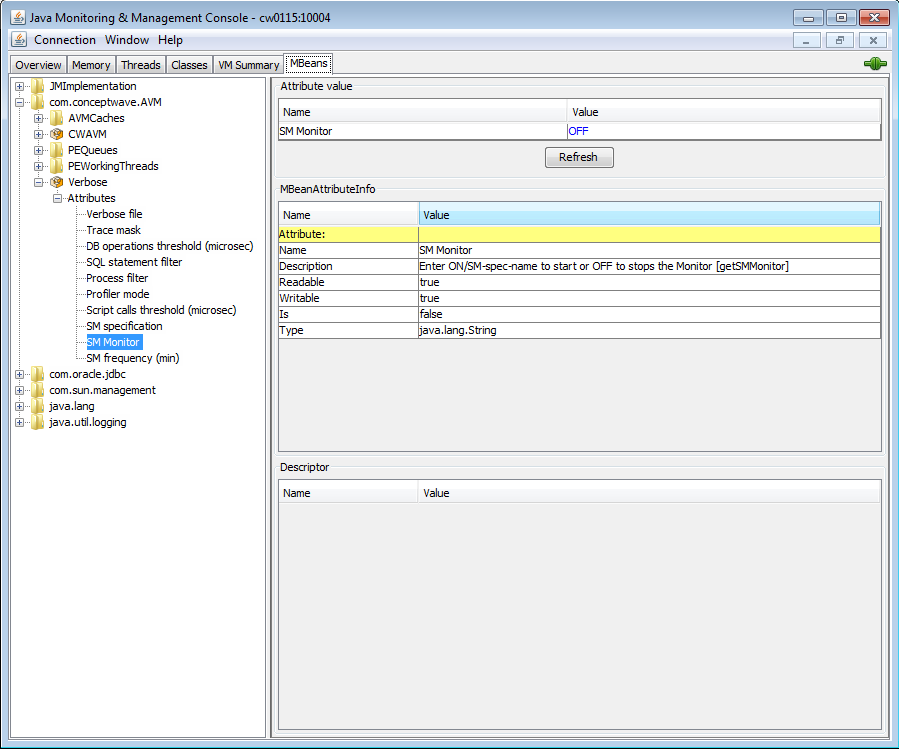 Java Monitoring & Management Console - cw0115:10004
Connection Window Help
Overview Memory Threads Classes VM Summary MBeans
JMImplementation
com.conceptwave.AVM
AVMCaches
CWAVM
PEQueues
PEWorkingThreads
Verbose
Attributes
Verbose file
Trace mask
DB operations threshold (microsec)
SQL statement filter
Process filter
Profiler mode
Script calls threshold (microsec)
SM specification
SM Monitor
SM frequency (min)
com.oracle.jdbc
com.sun.management
java.lang
java.util.logging
Attribute value
Name Value
SM Monitor OFF
Refresh
MBeanAttributeInfo
Name Value
Attribute:
Name SM Monitor
Description Enter ON/SM-spec-name to start or OFF to stops the Monitor [getSMMonitor]
Readable true
Writable true
Is false
Type java.lang.String
Descriptor
Name Value